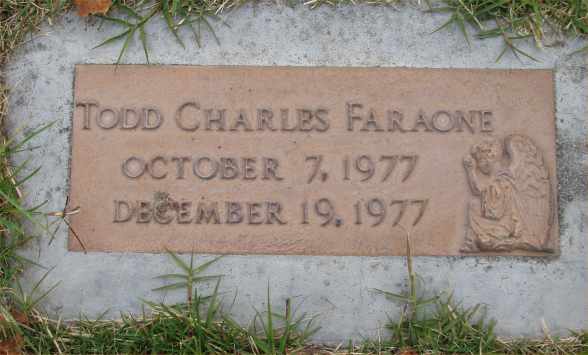 TODD CHARLES FARAONE
OCTOBER 7, 1977
DECEMBER 19, 1977